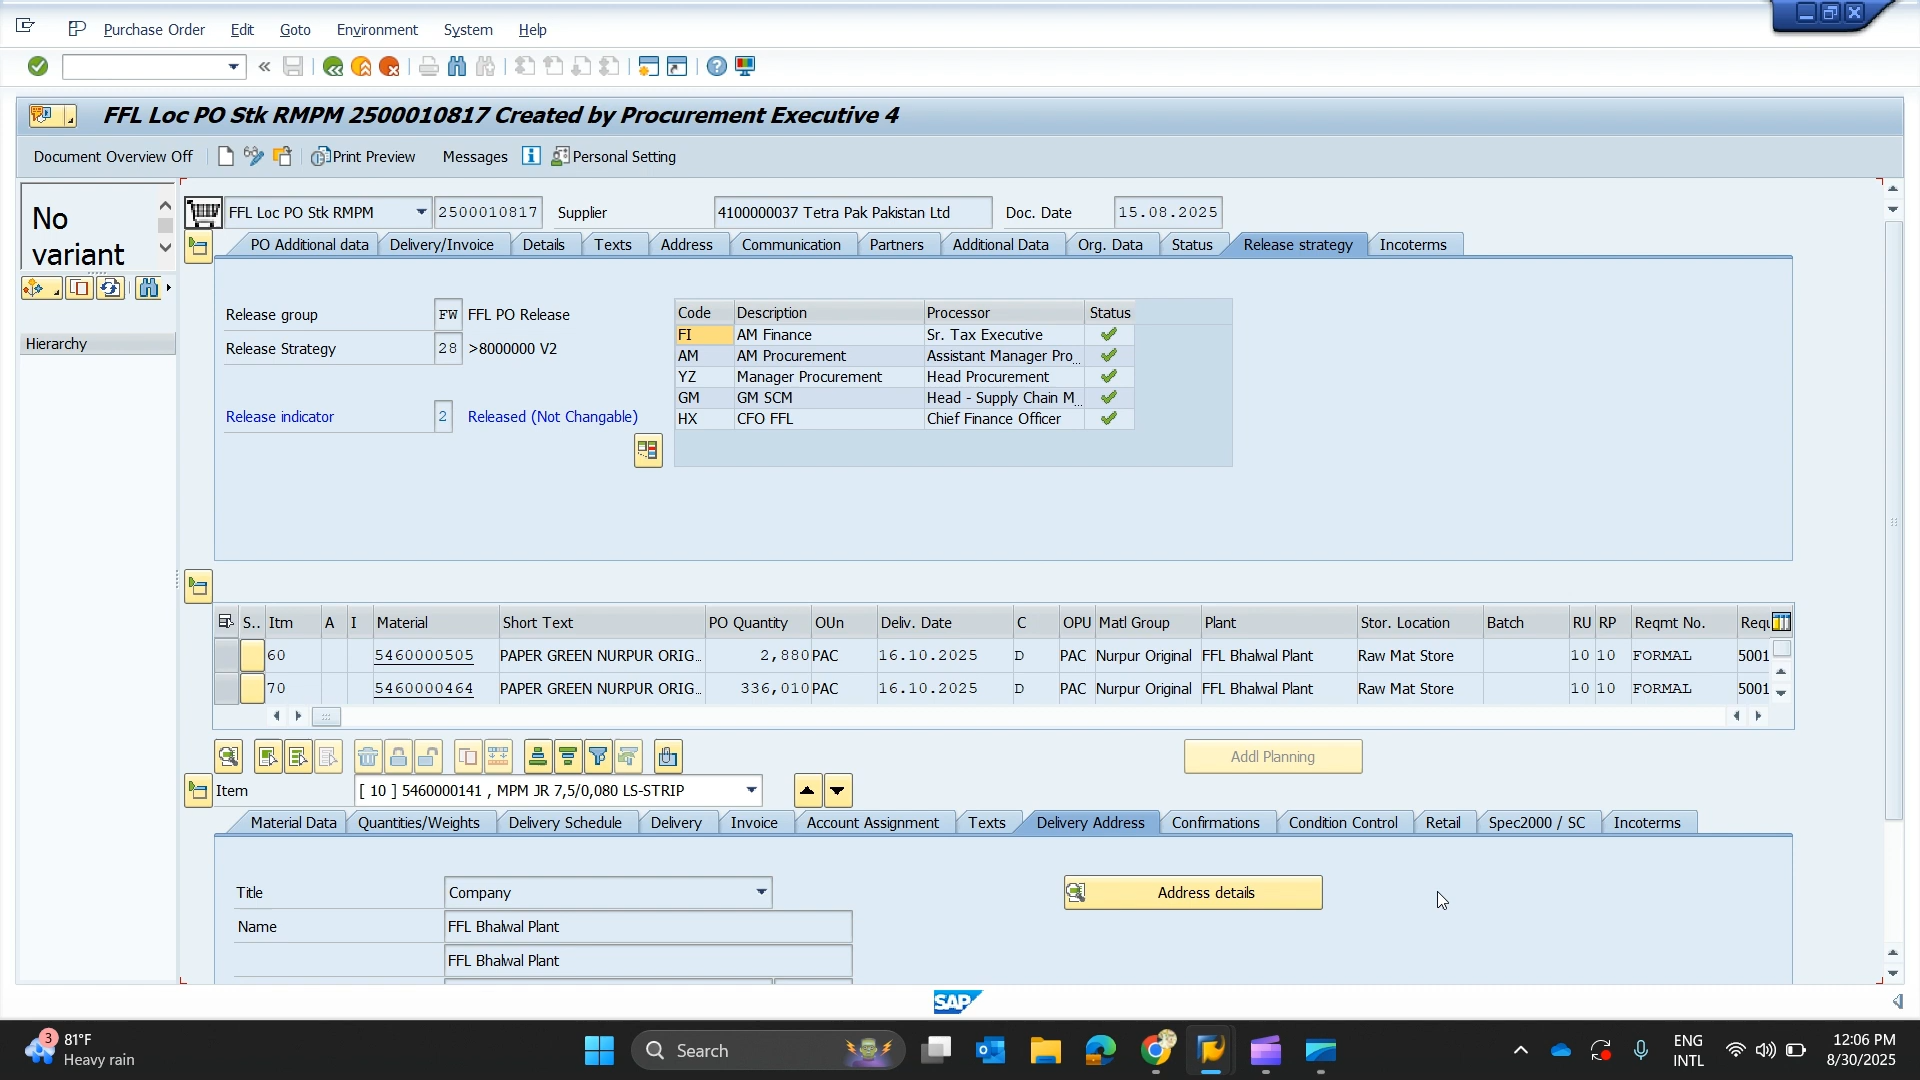 Purchase Order Edit Goto Environment System Help
FFL Loc PO Stk RMPM 2500010817 Created by Procurement Executive 4
Document Overview Off Print Preview Messages Personal Setting
No variant
Hierarchy
FFL Loc PO Stk RMPM 2500010817 Supplier 4100000037 Tetra Pak Pakistan Ltd Doc. Date 15.08.2025
PO Additional data Delivery/Invoice Details Texts Address Communication Partners Additional Data Org. Data Status Release strategy Incoterms
Release group FW FFL PO Release
Release Strategy 28 >8000000 V2
Release indicator 2 Released (Not Changable)
Code Description Processor Status
FI AM Finance Sr. Tax Executive
AM AM Procurement Assistant Manager Pro...
YZ Manager Procurement Head Procurement
GM GM SCM Head - Supply Chain M...
HX CFO FFL Chief Finance Officer
S.. Itm A I Material Short Text PO Quantity OUn Deliv. Date C OPU Matl Group Plant Stor. Location Batch RU RP Reqmt No. Requ
60 5460000505 PAPER GREEN NURPUR ORIG... 2,880 PAC 16.10.2025 D PAC Nurpur Original FFL Bhalwal Plant Raw Mat Store 10 10 FORMAL 5001
70 5460000464 PAPER GREEN NURPUR ORIG... 336,010 PAC 16.10.2025 D PAC Nurpur Original FFL Bhalwal Plant Raw Mat Store 10 10 FORMAL 5001
Addl Planning
Item [ 10 ] 5460000141 , MPM JR 7,5/0,080 LS-STRIP
Material Data Quantities/Weights Delivery Schedule Delivery Invoice Account Assignment Texts Delivery Address Confirmations Condition Control Retail Spec2000 / SC Incoterms
Title Company Address details
Name FFL Bhalwal Plant
FFL Bhalwal Plant
SAP
3 81°F
Heavy rain
Search
ENG
INTL
12:06 PM
8/30/2025